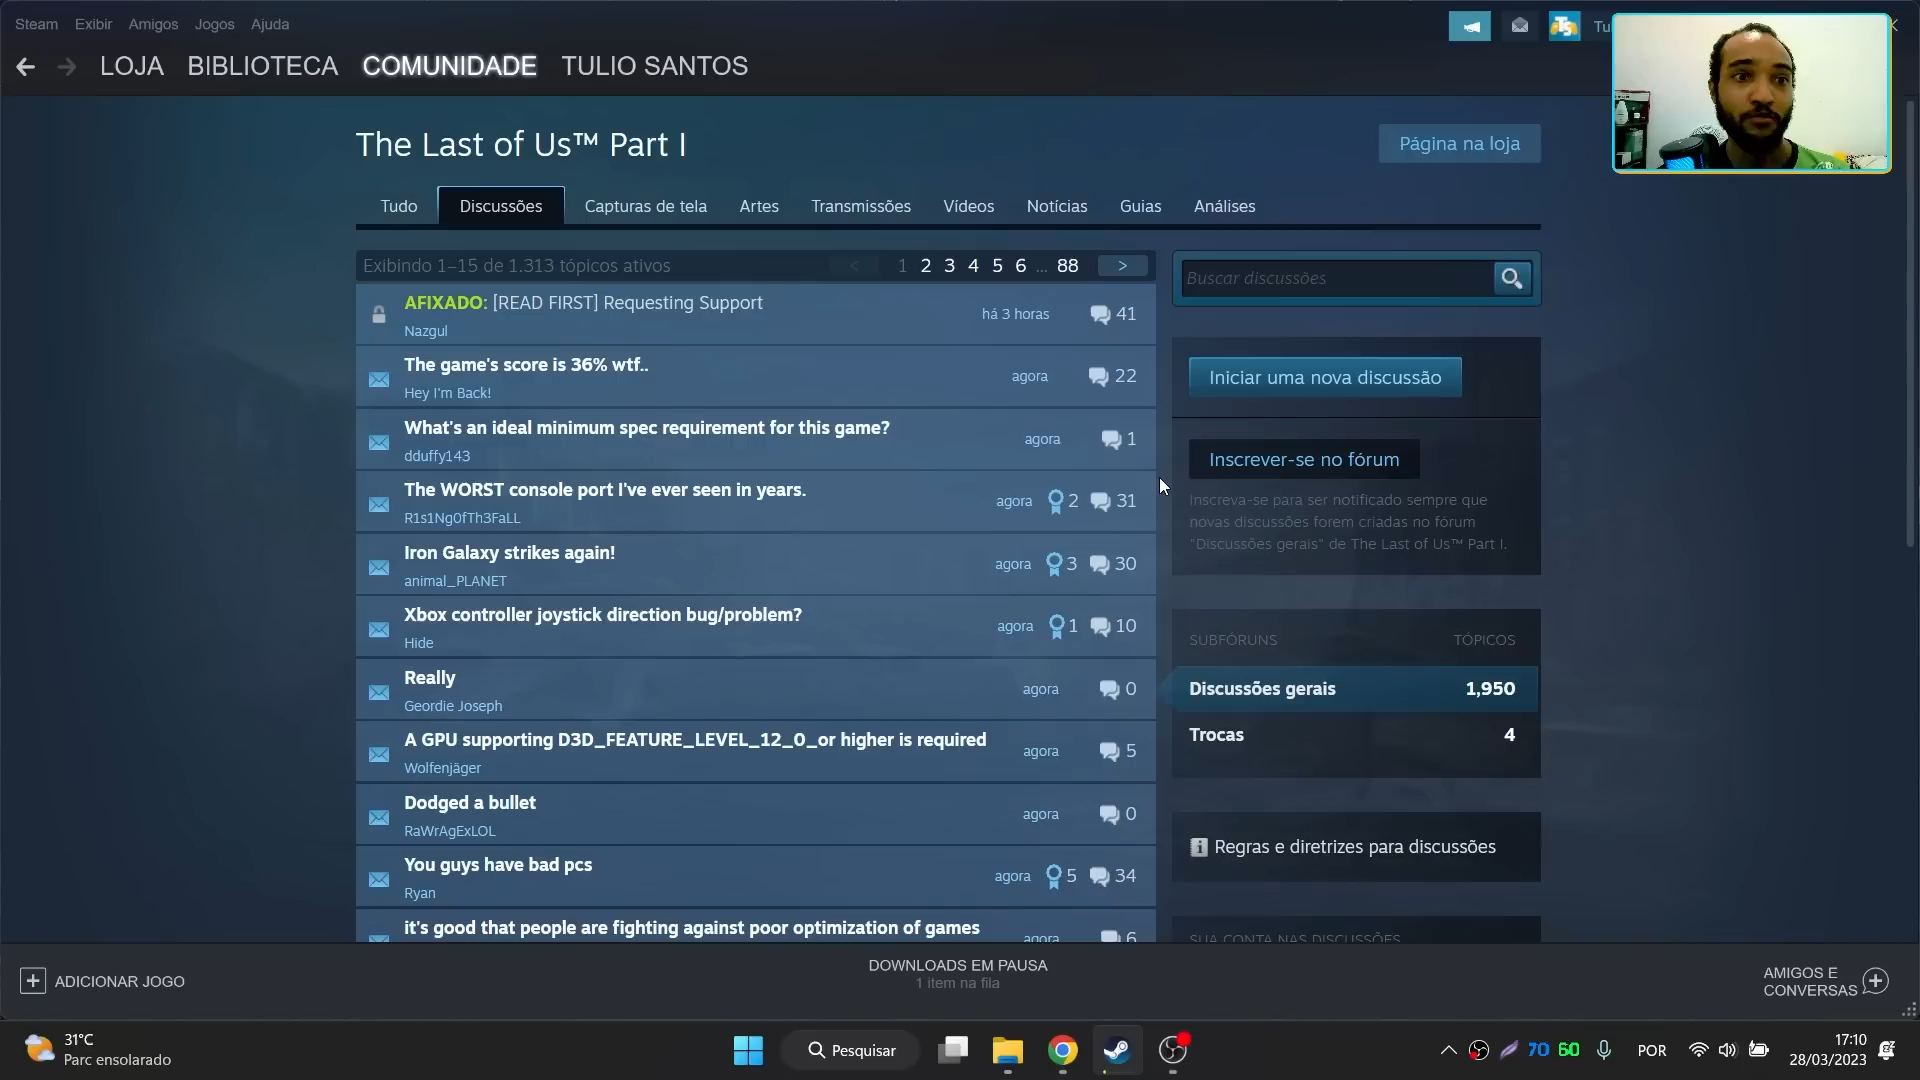 Steam Exibir Amigos Jogos Ajuda
LOJA BIBLIOTECA COMUNIDADE TULIO SANTOS
The Last of Us™ Part I
Página na loja
Tudo Discussões Capturas de tela Artes Transmissões Vídeos Notícias Guias Análises
Exibindo 1–15 de 1.313 tópicos ativos < 1 2 3 4 5 6 ... 88 >
Buscar discussões
AFIXADO: [READ FIRST] Requesting Support
Nazgul
há 3 horas 41
The game's score is 36% wtf..
Hey I'm Back!
agora 22
What's an ideal minimum spec requirement for this game?
dduffy143
agora 1
The WORST console port I've ever seen in years.
R1s1Ng0fTh3FaLL
agora 2 31
Iron Galaxy strikes again!
animal_PLANET
agora 3 30
Xbox controller joystick direction bug/problem?
Hide
agora 1 10
Really
Geordie Joseph
agora 0
A GPU supporting D3D_FEATURE_LEVEL_12_0_or higher is required
Wolfenjäger
agora 5
Dodged a bullet
RaWrAgExLOL
agora 0
You guys have bad pcs
Ryan
agora 5 34
it's good that people are fighting against poor optimization of games
agora 6
Iniciar uma nova discussão
Inscrever-se no fórum
Inscreva-se para ser notificado sempre que
novas discussões forem criadas no fórum
"Discussões gerais" de The Last of Us™ Part I.
SUBFÓRUNS TÓPICOS
Discussões gerais 1,950
Trocas 4
Regras e diretrizes para discussões
SUA CONTA NAS DISCUSSÕES
ADICIONAR JOGO
DOWNLOADS EM PAUSA
1 item na fila
AMIGOS E
CONVERSAS
31°C
Parc ensolarado
Pesquisar
70 60
POR
17:10
28/03/2023